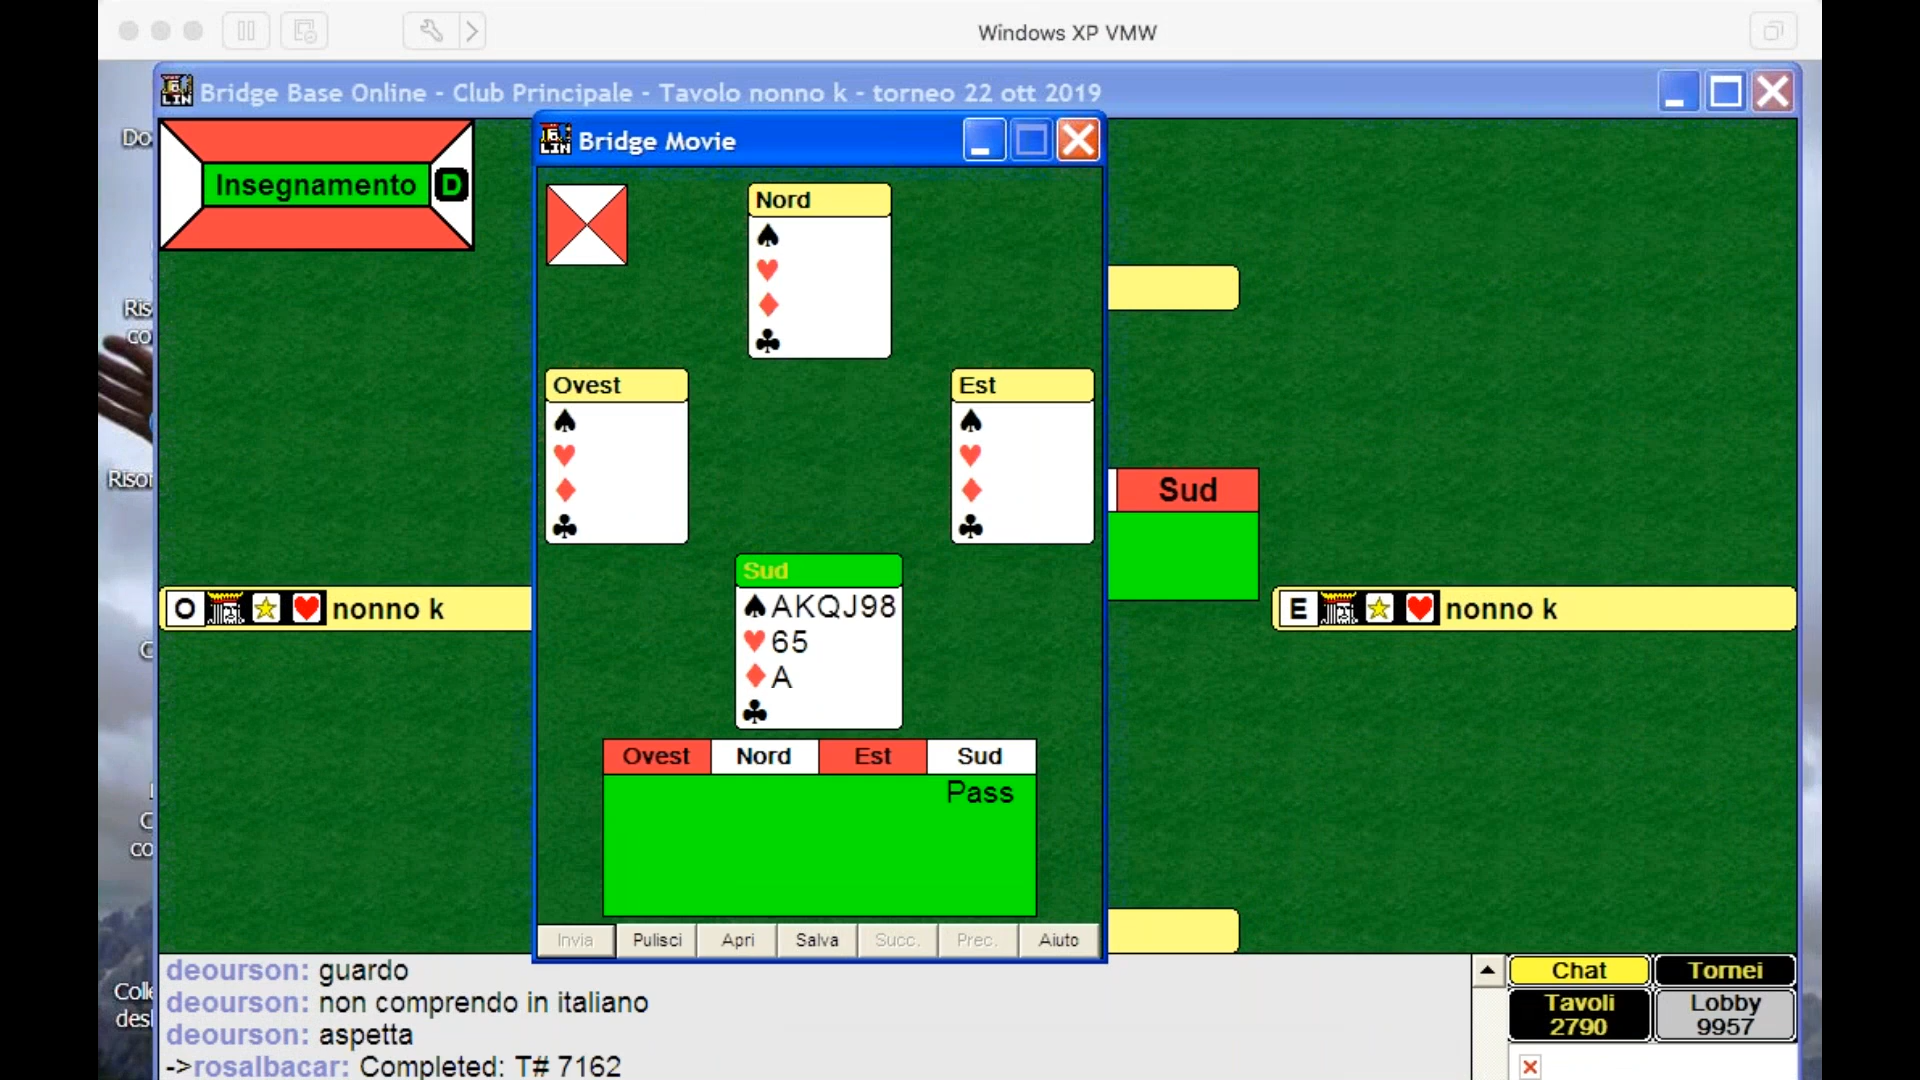 Windows XP VMW
Bridge Base Online - Club Principale - Tavolo nonno k - torneo 22 ott 2019
Bridge Movie
Insegnamento D
Nord
Ovest
Est
Sud
♠AKQJ98
♥65
♦A
♣
Ovest Nord Est Sud
Pass
Sud
O nonno k
E nonno k
Invia Pulisci Apri Salva Succ. Prec. Aiuto
deourson: guardo
deourson: non comprendo in italiano
deourson: aspetta
->rosalbacar: Completed: T# 7162
Chat Tornei
Tavoli
2790
Lobby
9957